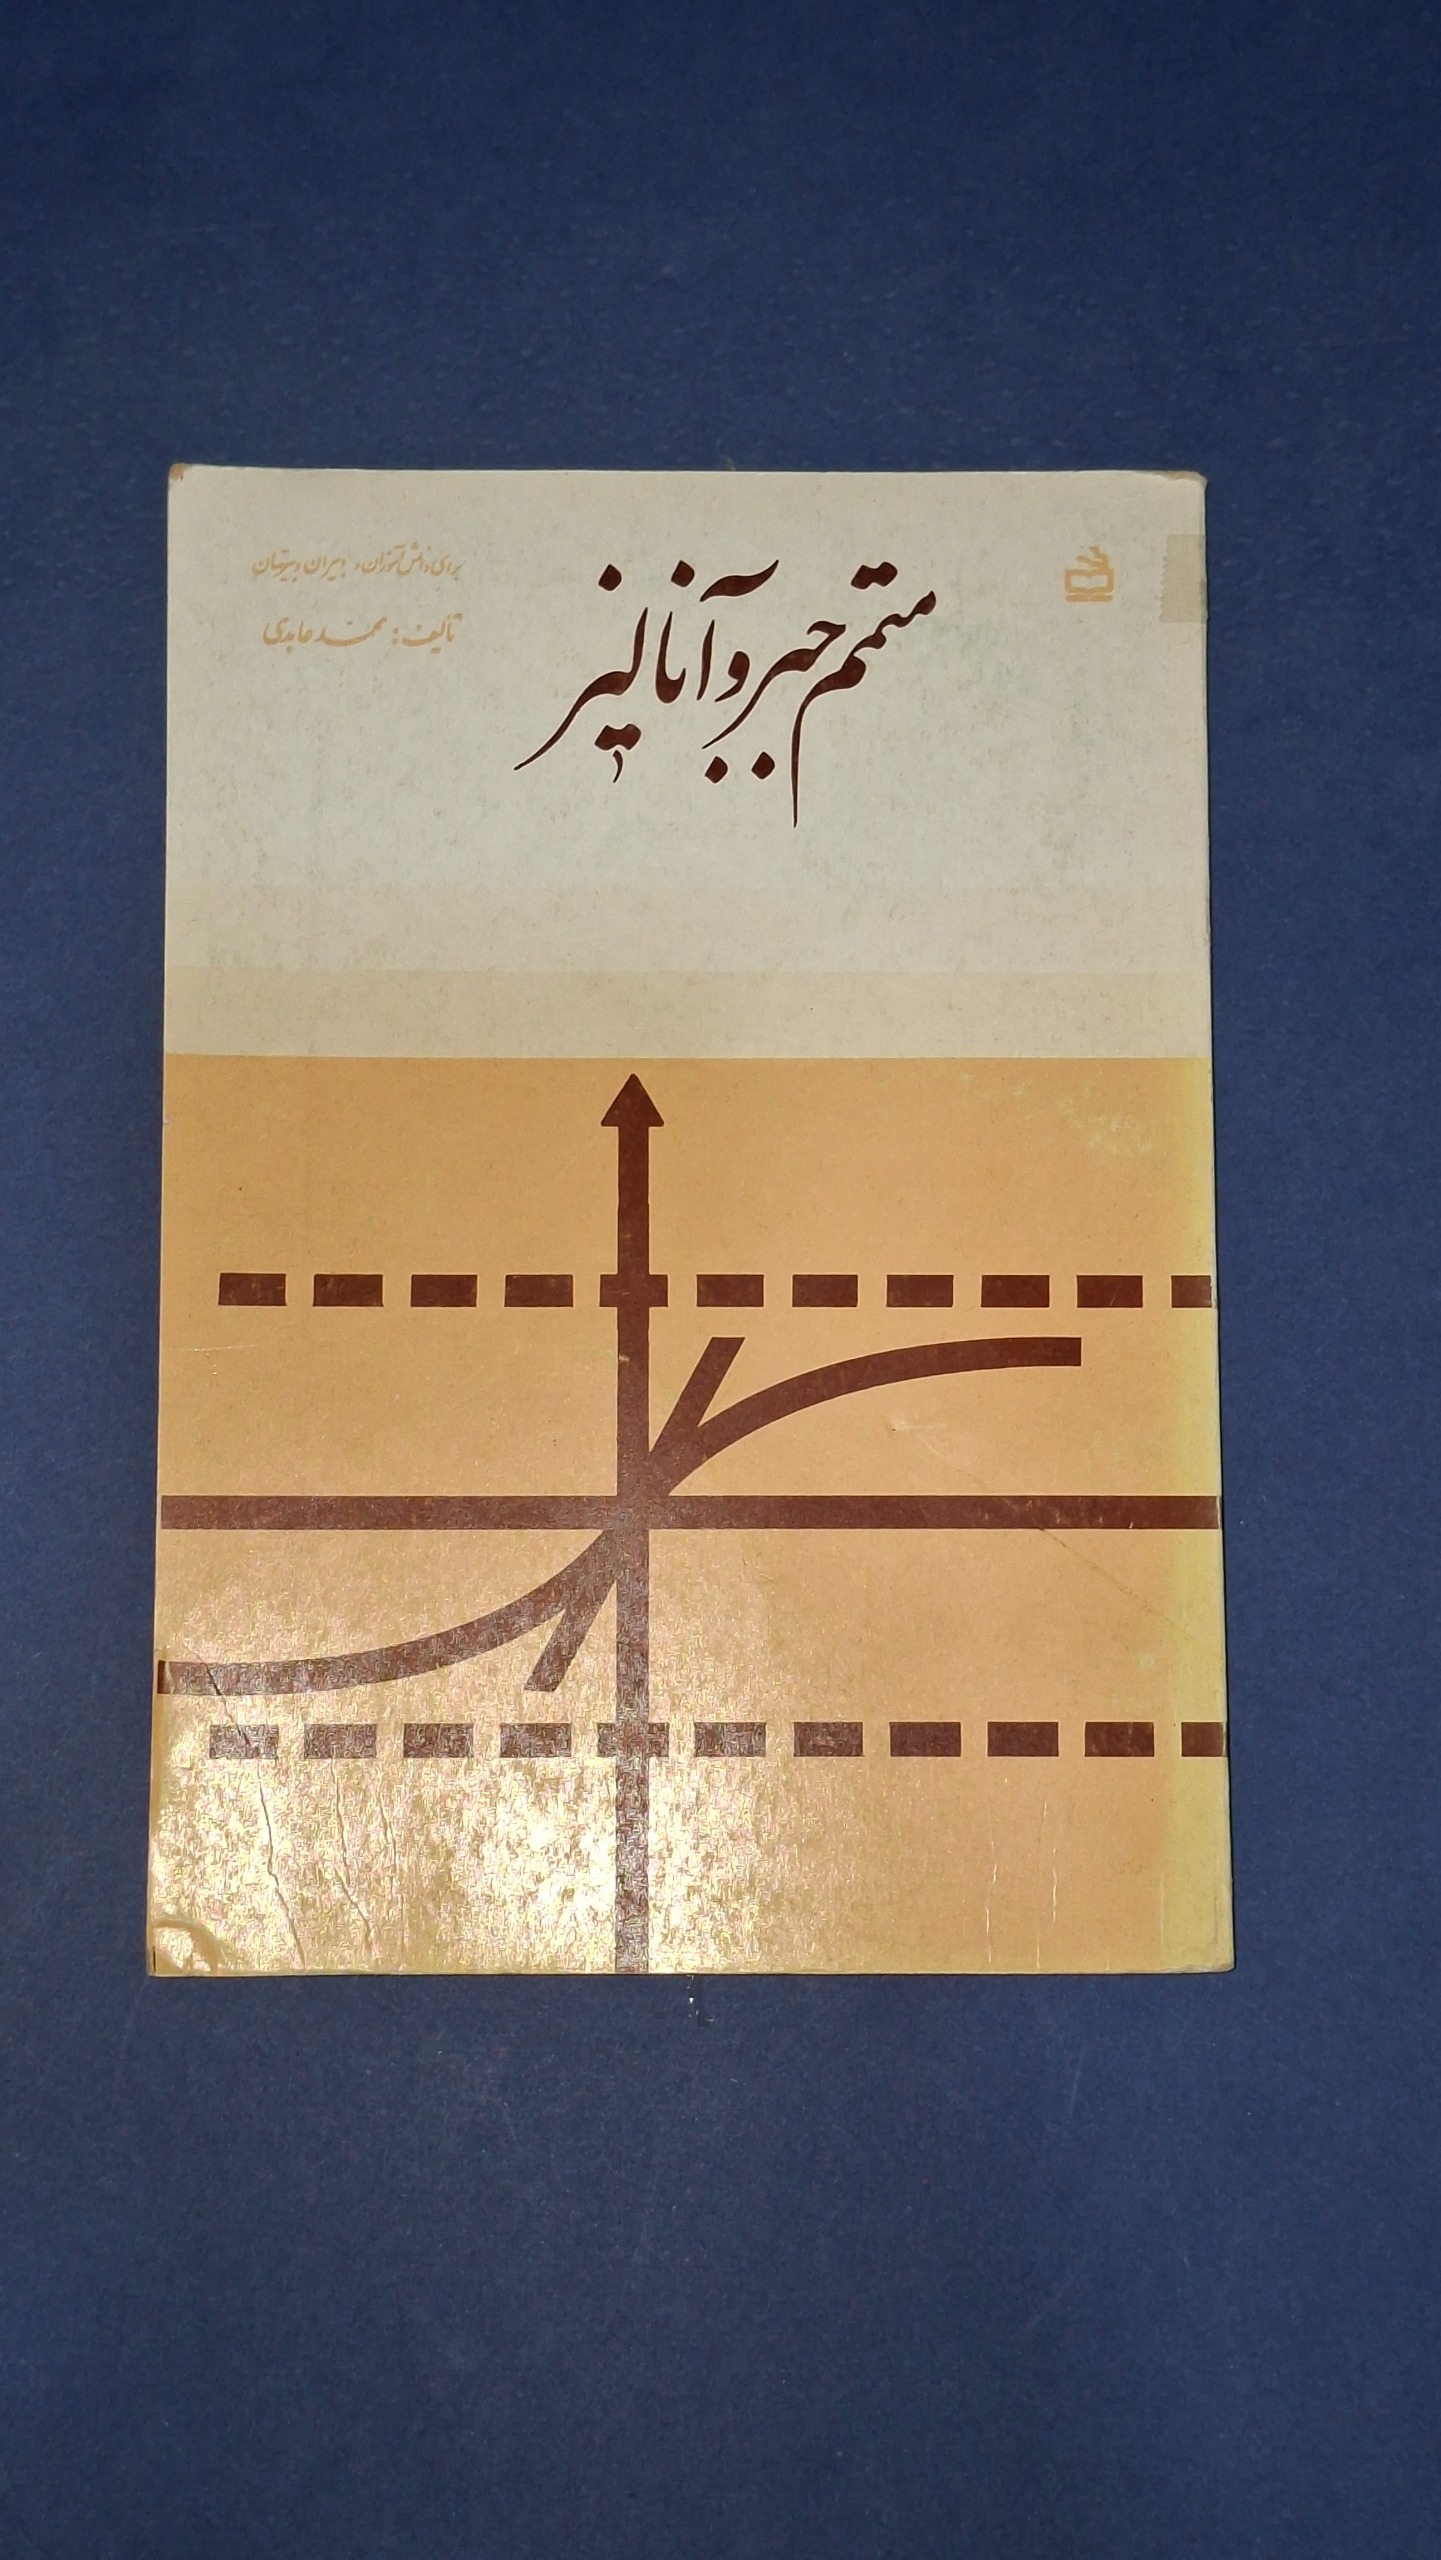 متمم جبر و آنالیز
برای دانش‌آموزان و دبیران دبیرستان
تألیف: محمد عابدی